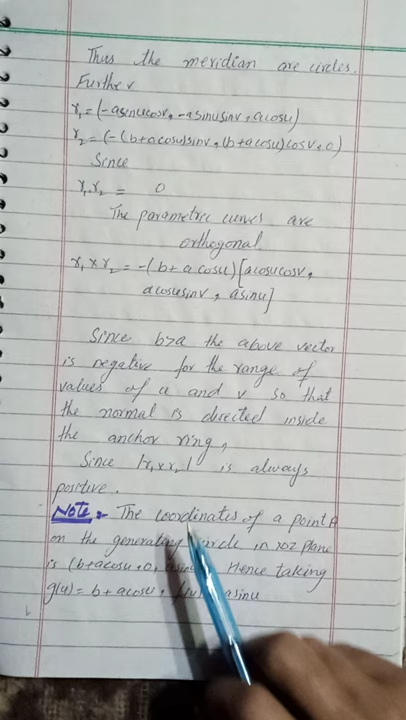 Thus the meridian are circles.
Further
r₁ = (-asinucosv, -asinusinv, acosu)
r₂ = (-(b+acosu)sinv, (b+acosu)cosv, 0)
Since
r₁.r₂ = 0
The parametric curves are
orthogonal
r₁ × r₂ = -(b+a cosu)[acosucosv,
acosusinv, asinu]
Since b>a the above vector
is negative for the range of
values of u and v so that
the normal is directed inside
the anchor ring,
Since |r₁×r₂| is always
positive.
Note:- The coordinates of a point
on the generating circle in xoz plane
is (b+acosu, 0, Hence taking
g(u) = b+acosu, asinu